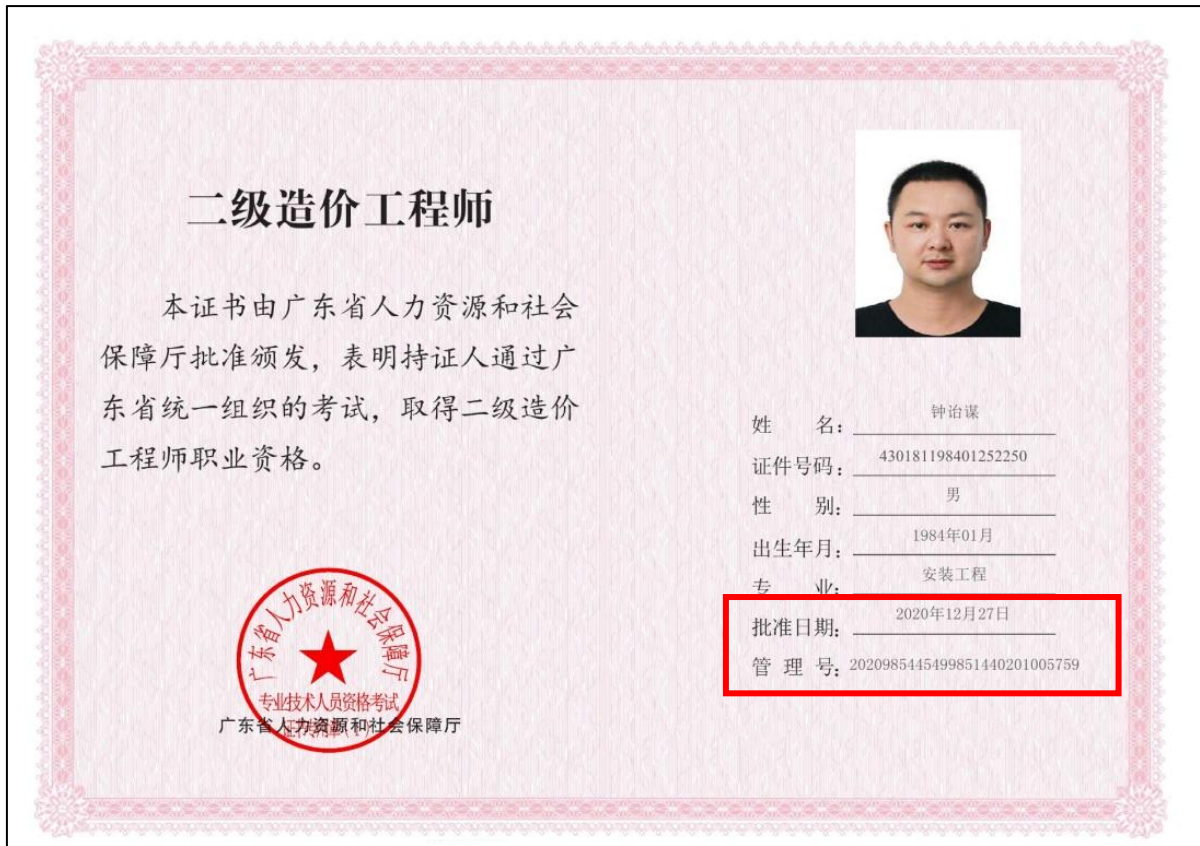 二级造价工程师
本证书由广东省人力资源和社会
保障厅批准颁发，表明持证人通过广
东省统一组织的考试，取得二级造价
工程师职业资格。
广东省人力资源和社会保障厅
专业技术人员资格考试
广东省人力资源和社会保障厅
姓 名：钟诒谋
证件号码：430181198401252250
性 别：男
出生年月：1984年01月
专 业：安装工程
批准日期：2020年12月27日
管 理 号：2020985445499851440201005759